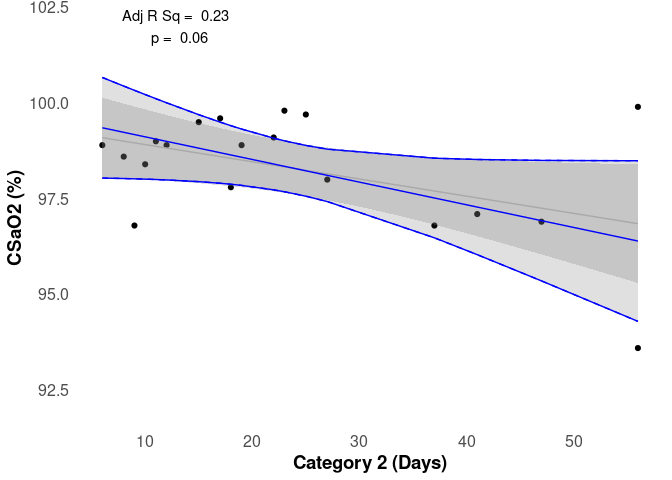 102.5
Adj R Sq = 0.23
p = 0.06
100.0
97.5
95.0
92.5
CSaO2 (%)
10 20 30 40 50
Category 2 (Days)